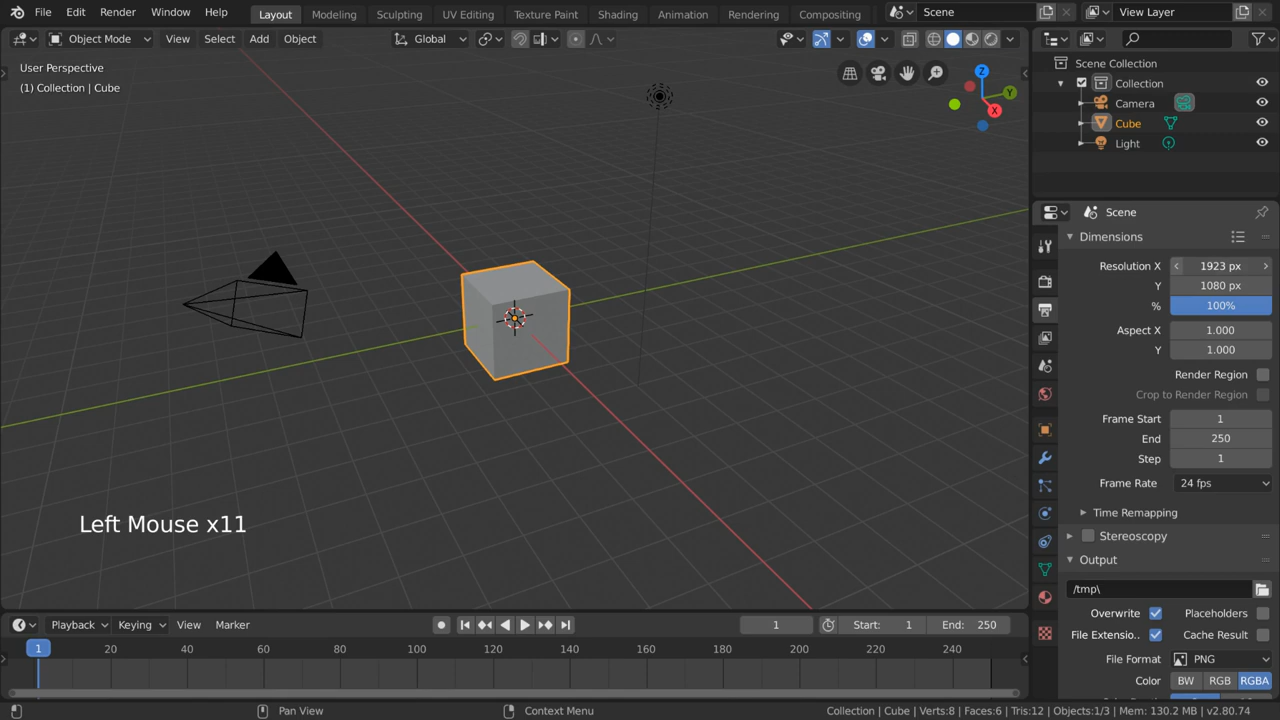 File Edit Render Window Help Layout Modeling Sculpting UV Editing Texture Paint Shading Animation Rendering Compositing Scene View Layer
Object Mode View Select Add Object Global
User Perspective
(1) Collection | Cube
Z
Y
X
Scene Collection
Collection
Camera
Cube
Light
Scene
Dimensions
Resolution X 1923 px
Y 1080 px
% 100%
Aspect X 1.000
Y 1.000
Render Region
Crop to Render Region
Frame Start 1
End 250
Step 1
Frame Rate 24 fps
Time Remapping
Stereoscopy
Output
/tmp\
Overwrite Placeholders
File Extensio.. Cache Result
File Format PNG
Color BW RGB RGBA
Left Mouse x11
Playback Keying View Marker 1 Start: 1 End: 250
1 20 40 60 80 100 120 140 160 180 200 220 240
Pan View Context Menu Collection | Cube | Verts:8 | Faces:6 | Tris:12 | Objects:1/3 | Mem: 130.2 MB | v2.80.74